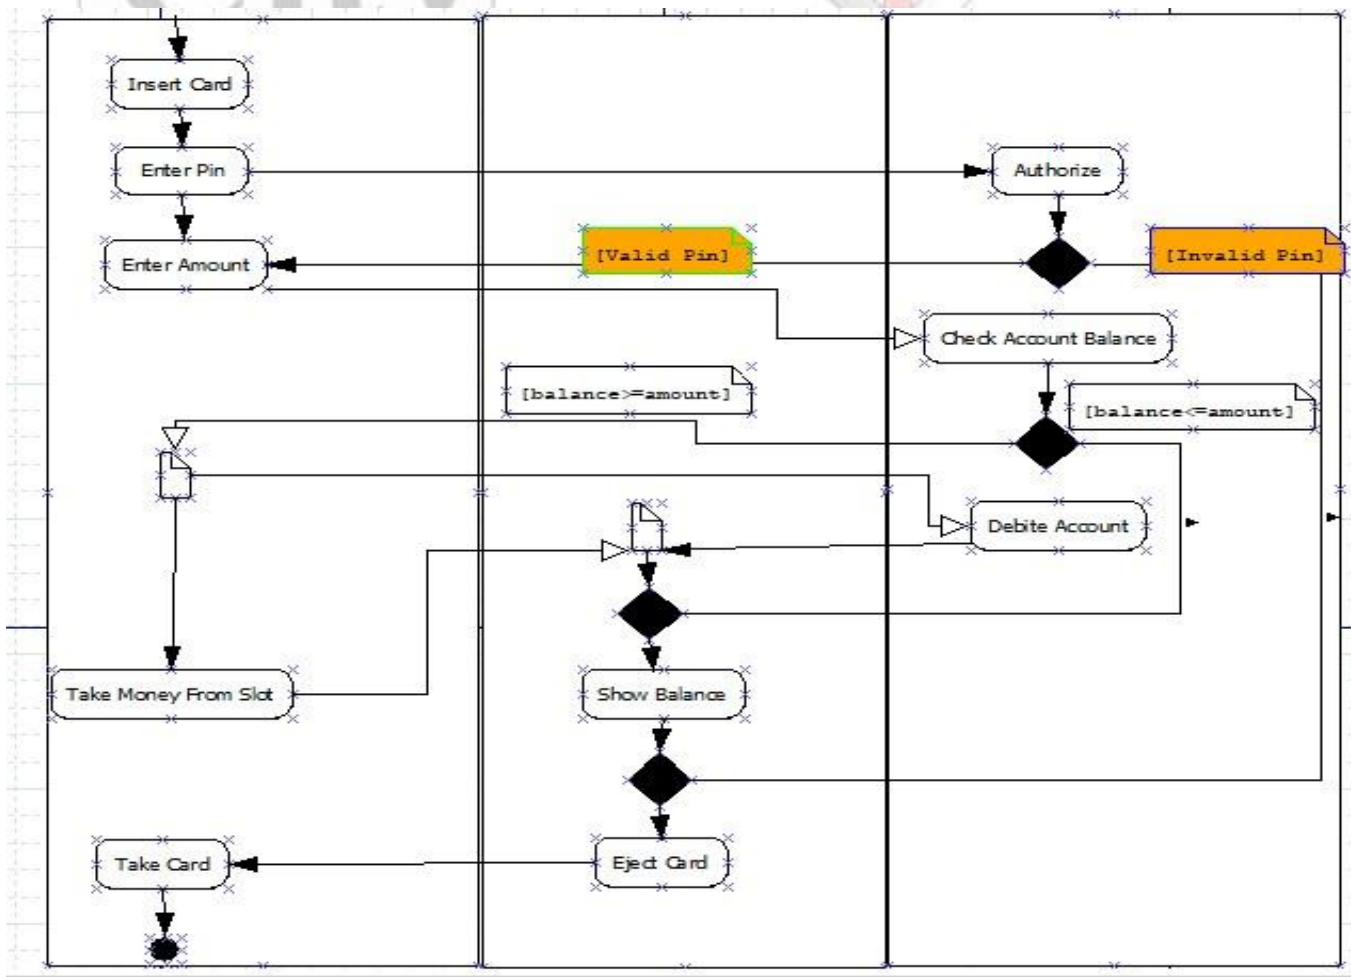 Insert Card
Enter Pin
Authorize
Enter Amount
[Valid Pin]
[Invalid Pin]
Check Account Balance
[balance>=amount]
[balance<=amount]
Debite Account
Take Money From Slot
Show Balance
Take Card
Eject Card